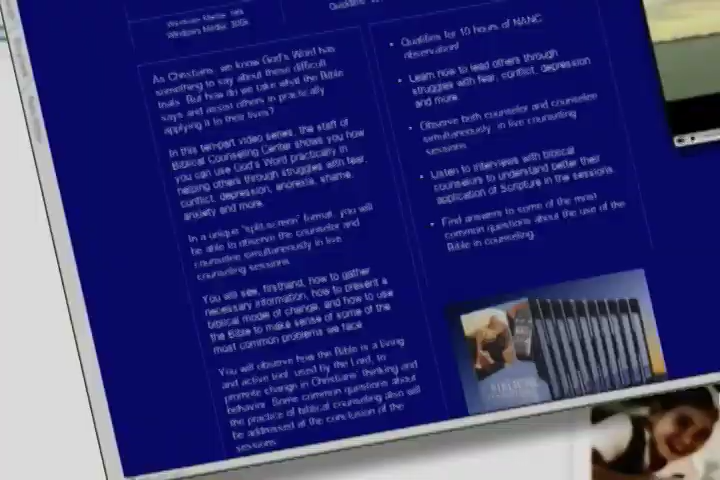 Windows Media: 300k
As Christians, we know God's Word has
something to say about these difficult
trials. But how do we take what the Bible
says and assist others in practically
applying it to their lives?
In this ten-part video series, the staff of
Biblical Counseling Center shows you how
you can use God's Word practically in
helping others through struggles with fear,
conflict, depression, anorexia, shame,
anxiety and more.
In a unique "split-screen" format, you will
be able to observe the counselor and
counselee simultaneously in live
counseling sessions.
You will see, firsthand, how to gather
necessary information, how to present a
biblical model of change, and how to use
the Bible to make sense of some of the
most common problems we face.
You will observe how the Bible is a living
and active tool, used by the Lord, to
promote change in Christians' thinking and
behavior. Some common questions about
the practice of biblical counseling also will
be addressed at the conclusion of the
sessions.
• Qualifies for 10 hours of NANC
observation!
• Learn how to lead others through
struggles with fear, conflict, depression
and more.
• Observe both counselor and counselee
simultaneously in live counseling
sessions.
• Listen to interviews with biblical
counselors to understand better their
application of Scripture in the sessions.
• Find answers to some of the most
common questions about the use of the
Bible in counseling.